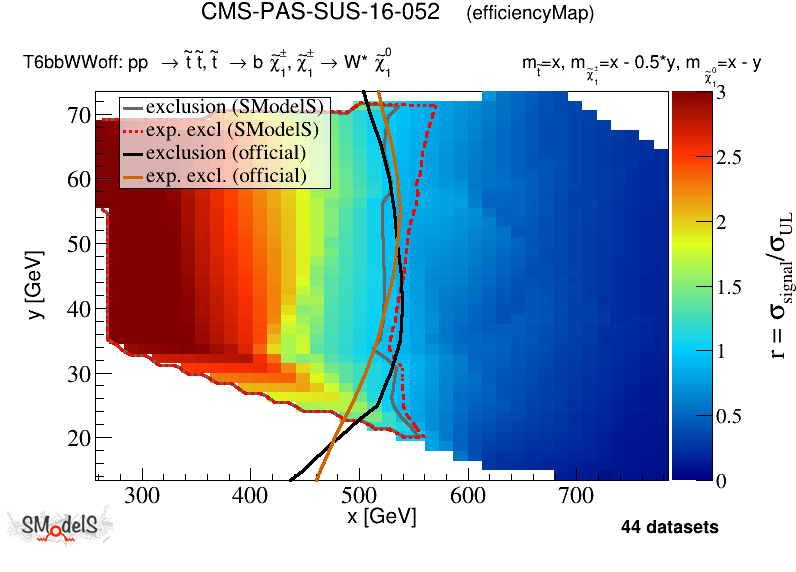 CMS-PAS-SUS-16-052 (efficiencyMap)
T6bbWWoff: pp → t̃ t̃, t̃ → b χ̃₁±, χ̃₁± → W* χ̃₁⁰
m_t̃=x, m_χ̃₁±=x - 0.5*y, m_χ̃₁⁰=x - y
exclusion (SModelS)
exp. excl (SModelS)
exclusion (official)
exp. excl. (official)
70
60
50
40
30
20
y [GeV]
300 400 500 600 700
x [GeV]
3
2.5
2
1.5
1
0.5
0
r = σ_signal/σ_UL
SModelS
44 datasets